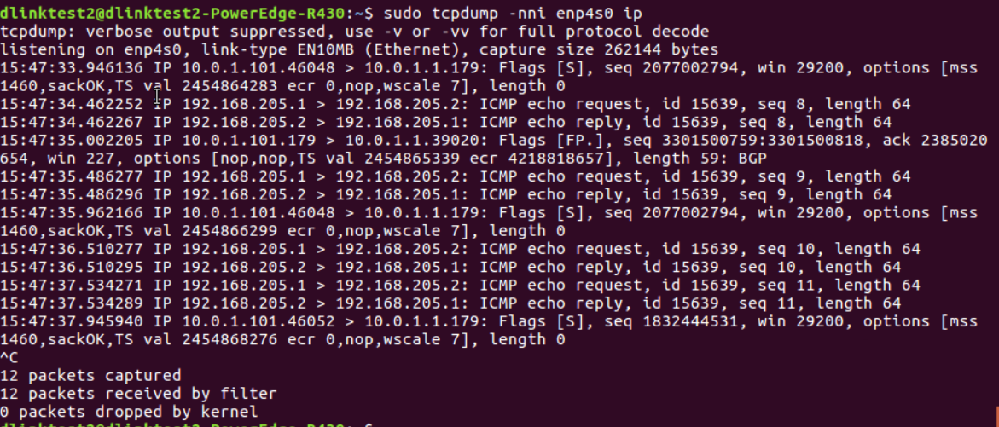 dlinktest2@dlinktest2-PowerEdge-R430:~$ sudo tcpdump -nni enp4s0 ip
tcpdump: verbose output suppressed, use -v or -vv for full protocol decode
listening on enp4s0, link-type EN10MB (Ethernet), capture size 262144 bytes
15:47:33.946136 IP 10.0.1.101.46048 > 10.0.1.1.179: Flags [S], seq 2077002794, win 29200, options [mss
1460,sackOK,TS val 2454864283 ecr 0,nop,wscale 7], length 0
15:47:34.462252 IP 192.168.205.1 > 192.168.205.2: ICMP echo request, id 15639, seq 8, length 64
15:47:34.462267 IP 192.168.205.2 > 192.168.205.1: ICMP echo reply, id 15639, seq 8, length 64
15:47:35.002205 IP 10.0.1.101.179 > 10.0.1.1.39020: Flags [FP.], seq 3301500759:3301500818, ack 2385020
654, win 227, options [nop,nop,TS val 2454865339 ecr 4218818657], length 59: BGP
15:47:35.486277 IP 192.168.205.1 > 192.168.205.2: ICMP echo request, id 15639, seq 9, length 64
15:47:35.486296 IP 192.168.205.2 > 192.168.205.1: ICMP echo reply, id 15639, seq 9, length 64
15:47:35.962166 IP 10.0.1.101.46048 > 10.0.1.1.179: Flags [S], seq 2077002794, win 29200, options [mss
1460,sackOK,TS val 2454866299 ecr 0,nop,wscale 7], length 0
15:47:36.510277 IP 192.168.205.1 > 192.168.205.2: ICMP echo request, id 15639, seq 10, length 64
15:47:36.510295 IP 192.168.205.2 > 192.168.205.1: ICMP echo reply, id 15639, seq 10, length 64
15:47:37.534271 IP 192.168.205.1 > 192.168.205.2: ICMP echo request, id 15639, seq 11, length 64
15:47:37.534289 IP 192.168.205.2 > 192.168.205.1: ICMP echo reply, id 15639, seq 11, length 64
15:47:37.945940 IP 10.0.1.101.46052 > 10.0.1.1.179: Flags [S], seq 1832444531, win 29200, options [mss
1460,sackOK,TS val 2454868276 ecr 0,nop,wscale 7], length 0
^C
12 packets captured
12 packets received by filter
0 packets dropped by kernel
dlinktest2@dlinktest2-PowerEdge-R430:~$